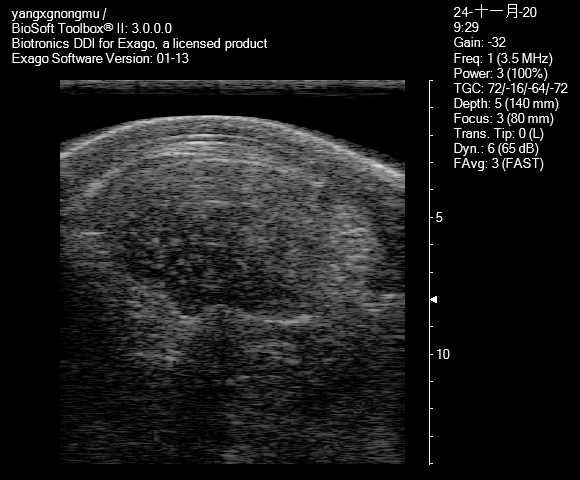 yangxgnongmu /
BioSoft Toolbox® II: 3.0.0.0
Biotronics DDI for Exago, a licensed product
Exago Software Version: 01-13
24-十一月-20
9:29
Gain: -32
Freq: 1 (3.5 MHz)
Power: 3 (100%)
TGC: 72/-16/-64/-72
Depth: 5 (140 mm)
Focus: 3 (80 mm)
Trans. Tip: 0 (L)
Dyn.: 6 (65 dB)
FAvg: 3 (FAST)
5
10